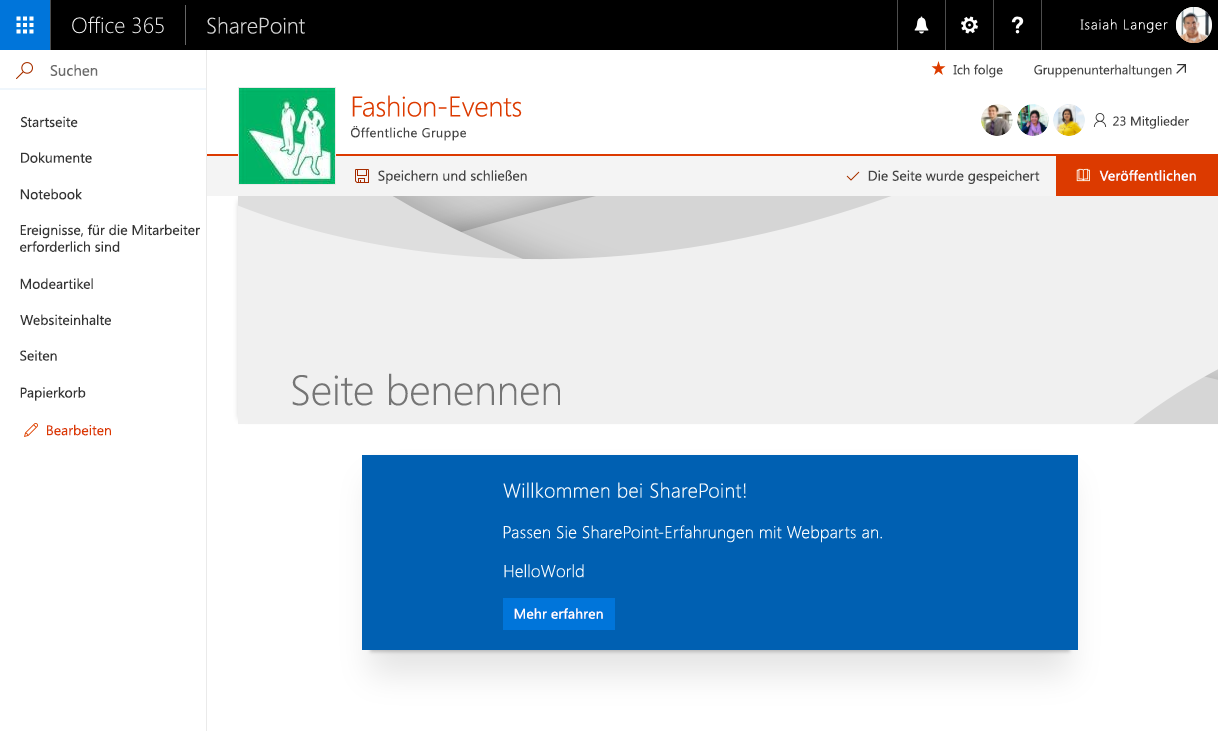 Office 365
SharePoint
?
Isaiah Langer
Suchen
Ich folge
Gruppenunterhaltungen
Fashion-Events
Öffentliche Gruppe
23 Mitglieder
Speichern und schließen
Die Seite wurde gespeichert
Veröffentlichen
Startseite
Dokumente
Notebook
Ereignisse, für die Mitarbeiter
erforderlich sind
Modeartikel
Websiteinhalte
Seiten
Papierkorb
Bearbeiten
Seite benennen
Willkommen bei SharePoint!
Passen Sie SharePoint-Erfahrungen mit Webparts an.
HelloWorld
Mehr erfahren